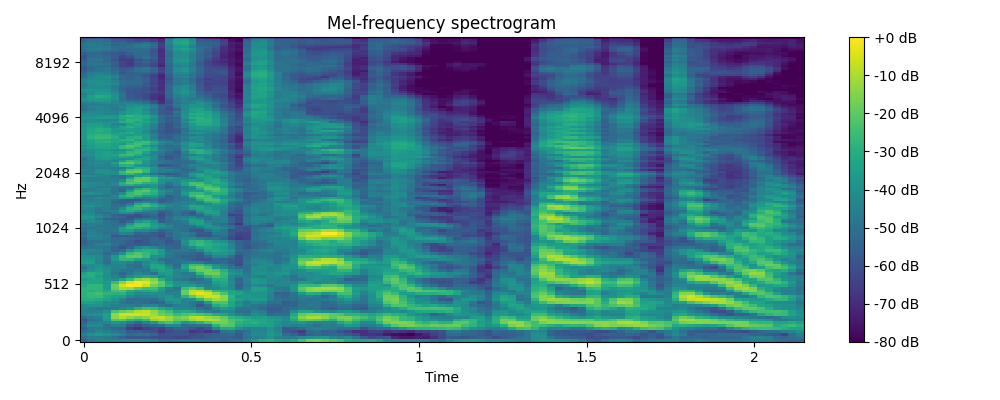 Mel-frequency spectrogram
Hz
8192
4096
2048
1024
512
0
0
0.5
1
1.5
2
Time
+0 dB
-10 dB
-20 dB
-30 dB
-40 dB
-50 dB
-60 dB
-70 dB
-80 dB